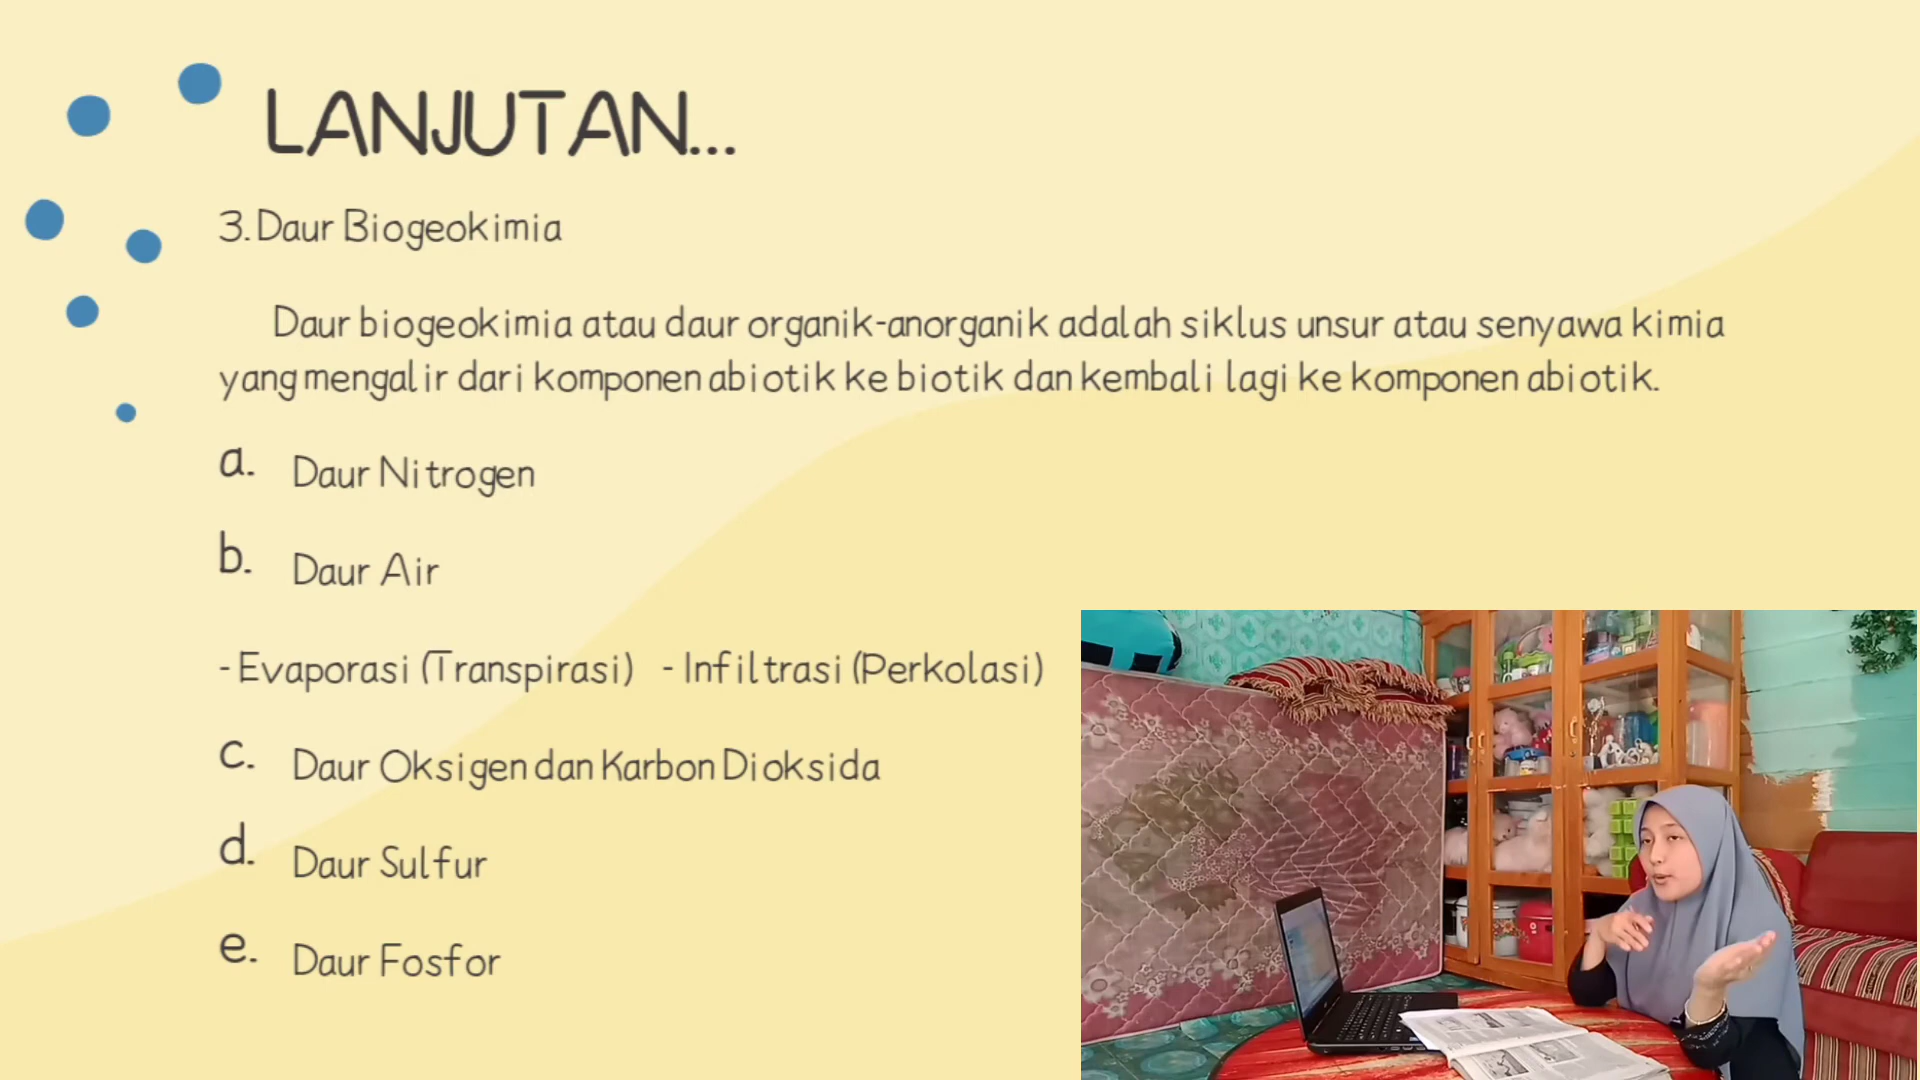 LANJUTAN...
3. Daur Biogeokimia
Daur biogeokimia atau daur organik-anorganik adalah siklus unsur atau senyawa kimia
yang mengalir dari komponen abiotik ke biotik dan kembali lagi ke komponen abiotik.
a. Daur Nitrogen
b. Daur Air
- Evaporasi (Transpirasi) - Infiltrasi (Perkolasi)
c. Daur Oksigen dan Karbon Dioksida
d. Daur Sulfur
e. Daur Fosfor